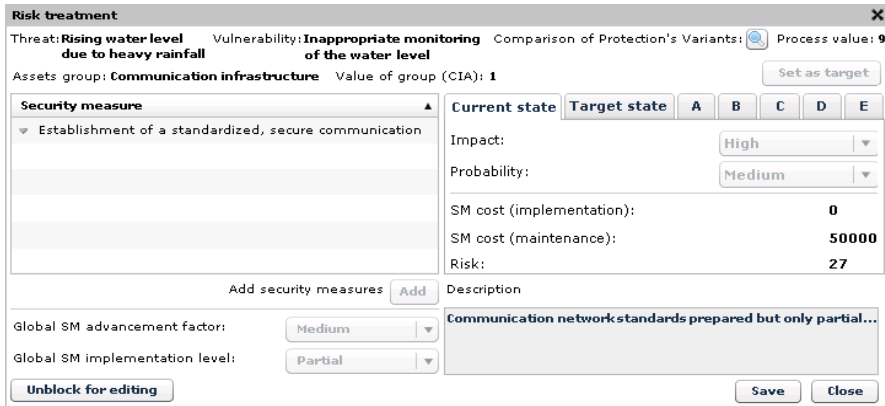 Risk treatment
Threat: Rising water level due to heavy rainfall
Vulnerability: Inappropriate monitoring of the water level
Comparison of Protection's Variants:
Process value: 9
Assets group: Communication infrastructure
Value of group (CIA): 1
Set as target
Security measure
Establishment of a standardized, secure communication
Current state Target state A B C D E
Impact: High
Probability: Medium
SM cost (implementation): 0
SM cost (maintenance): 50000
Risk: 27
Add security measures Add
Description
Communication network standards prepared but only partial...
Global SM advancement factor: Medium
Global SM implementation level: Partial
Unblock for editing
Save
Close